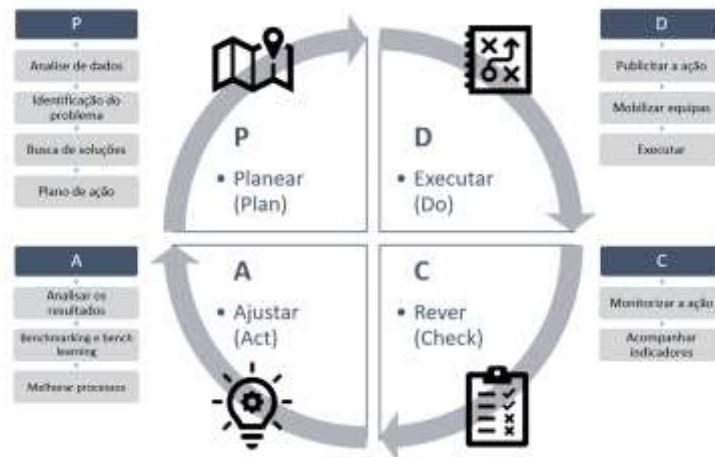 P
Analise de dados
Identificação do
problema
Busca de soluções
Plano de ação
P
• Planear
(Plan)
D
• Executar
(Do)
D
Publicitar a ação
Mobilizar equipas
Executar
A
Analisar os
resultados
Benchmarking e bench
learning
Melhorar processos
A
• Ajustar
(Act)
C
• Rever
(Check)
C
Monitorizar a ação
Acompanhar
indicadores